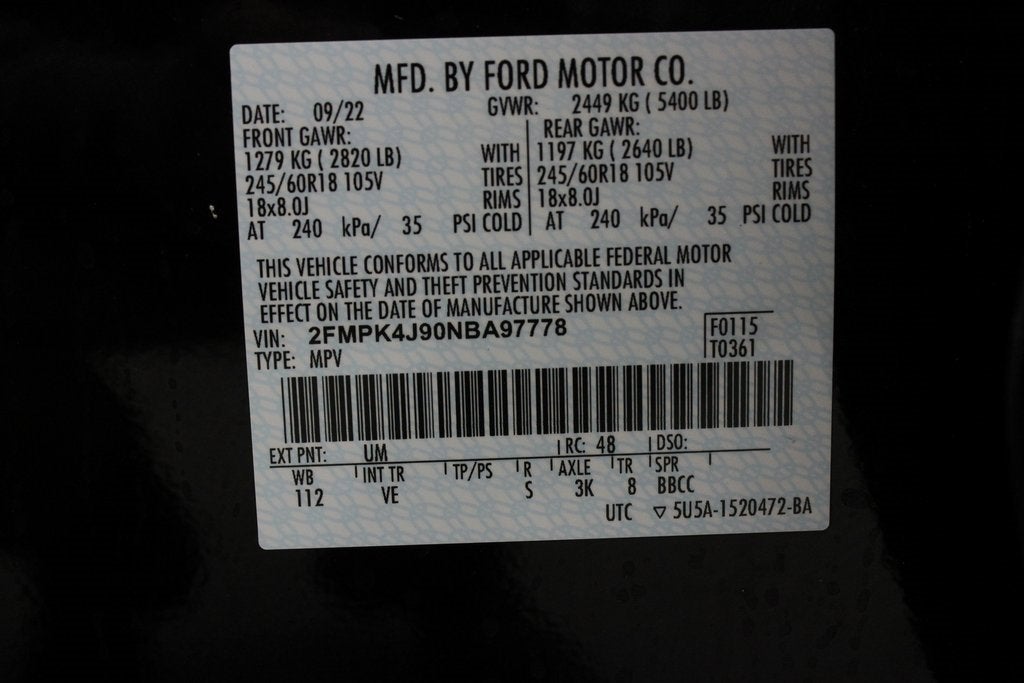 MFD. BY FORD MOTOR CO.
DATE: 09/22 GVWR: 2449 KG ( 5400 LB)
FRONT GAWR: REAR GAWR:
1279 KG ( 2820 LB) WITH 1197 KG ( 2640 LB) WITH
245/60R18 105V TIRES 245/60R18 105V TIRES
18x8.0J RIMS 18x8.0J RIMS
AT 240 kPa/ 35 PSI COLD AT 240 kPa/ 35 PSI COLD
THIS VEHICLE CONFORMS TO ALL APPLICABLE FEDERAL MOTOR
VEHICLE SAFETY AND THEFT PREVENTION STANDARDS IN
EFFECT ON THE DATE OF MANUFACTURE SHOWN ABOVE.
VIN: 2FMPK4J90NBA97778 F0115
TYPE: MPV T0361
EXT PNT: UM RC: 48 DSO:
WB INT TR TP/PS R AXLE TR SPR
112 VE S 3K 8 BBCC
UTC ▽ 5U5A-1520472-BA